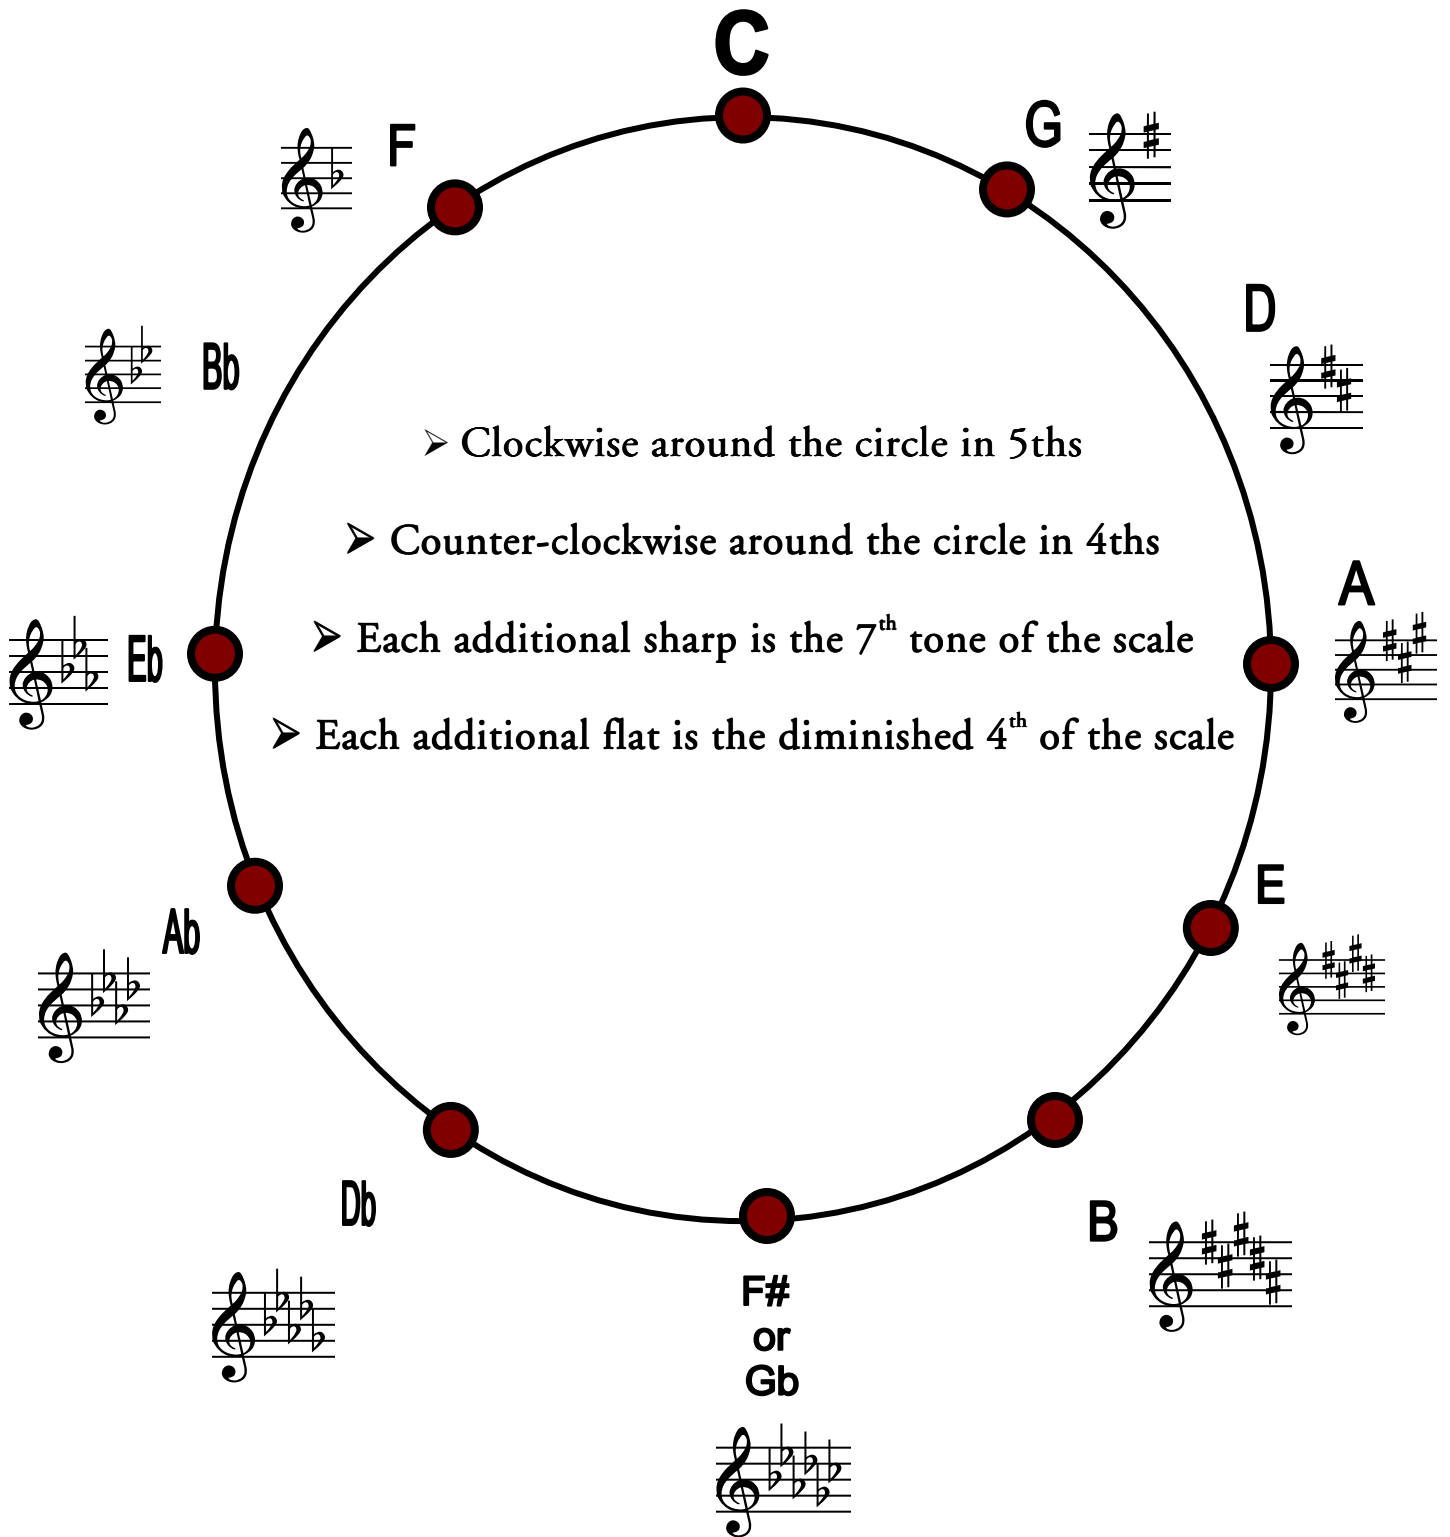 C
G
F
D
Bb
➢ Clockwise around the circle in 5ths
➢ Counter-clockwise around the circle in 4ths
A
➢ Each additional sharp is the 7th tone of the scale
Eb
➢ Each additional flat is the diminished 4th of the scale
E
Ab
Db
B
F#
or
Gb